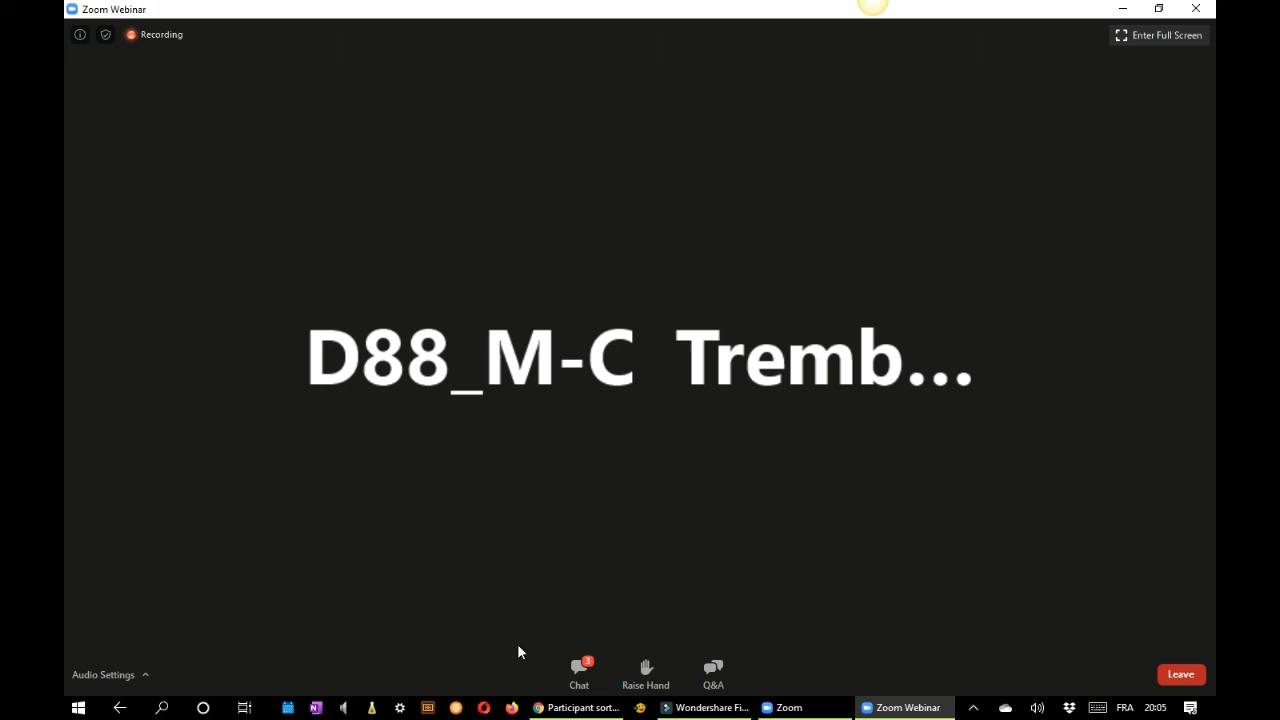 Zoom Webinar
Recording
Enter Full Screen
D88_M-C Tremb...
Audio Settings
3
Chat
Raise Hand
Q&A
Leave
Participant sort...
Wondershare Fi...
Zoom
Zoom Webinar
FRA
20:05